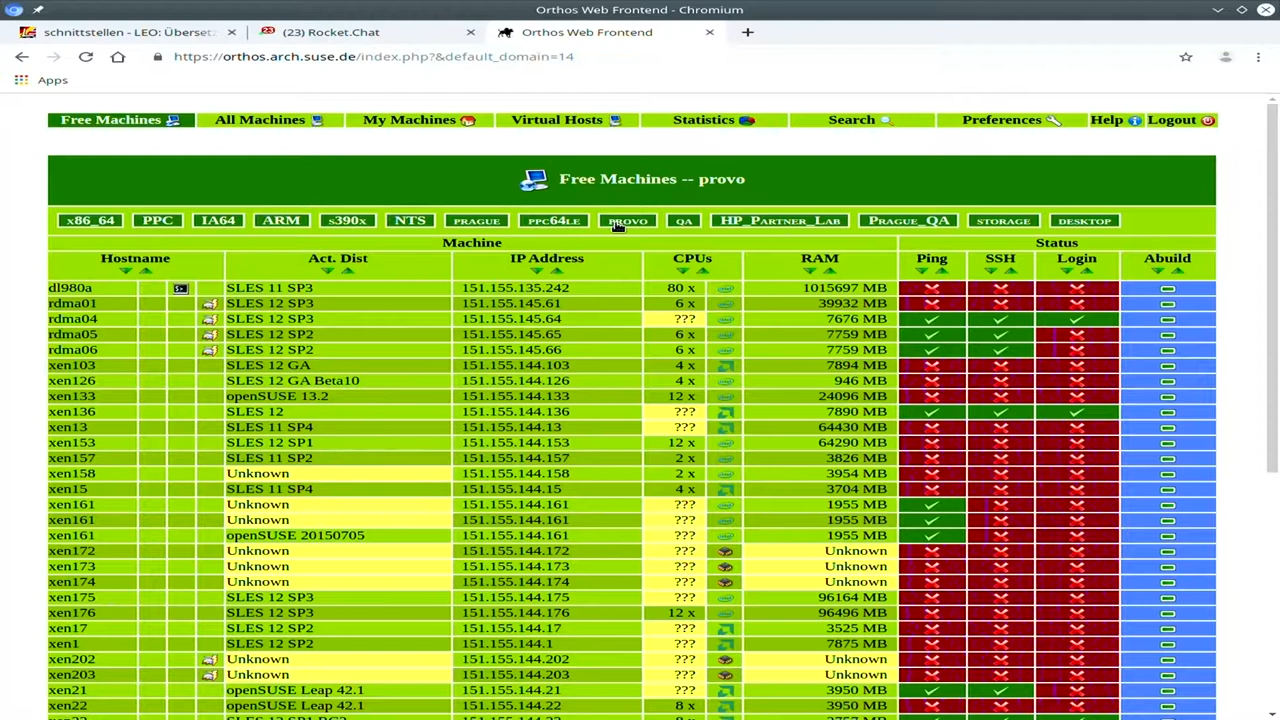 Orthos Web Frontend - Chromium
schnittstellen - LEO: Überset
(23) Rocket.Chat
Orthos Web Frontend
https://orthos.arch.suse.de/index.php?&default_domain=14
Apps
Free Machines All Machines My Machines Virtual Hosts Statistics Search Preferences Help Logout
Free Machines -- provo
x86_64 PPC IA64 ARM s390x NTS PRAGUE PPC64LE PROVO QA HP_Partner_Lab Prague_QA STORAGE DESKTOP
Machine Status
Hostname Act. Dist IP Address CPUs RAM Ping SSH Login Abuild
dl980a SLES 11 SP3 151.155.135.242 80 x 1015697 MB
rdma01 SLES 12 SP3 151.155.145.61 6 x 39932 MB
rdma04 SLES 12 SP3 151.155.145.64 ??? 7676 MB
rdma05 SLES 12 SP2 151.155.145.65 6 x 7759 MB
rdma06 SLES 12 SP2 151.155.145.66 6 x 7759 MB
xen103 SLES 12 GA 151.155.144.103 4 x 7894 MB
xen126 SLES 12 GA Beta10 151.155.144.126 4 x 946 MB
xen133 openSUSE 13.2 151.155.144.133 12 x 24096 MB
xen136 SLES 12 151.155.144.136 ??? 7890 MB
xen13 SLES 11 SP4 151.155.144.13 ??? 64430 MB
xen153 SLES 12 SP1 151.155.144.153 12 x 64290 MB
xen157 SLES 11 SP2 151.155.144.157 2 x 3826 MB
xen158 Unknown 151.155.144.158 2 x 3954 MB
xen15 SLES 11 SP4 151.155.144.15 4 x 3704 MB
xen161 Unknown 151.155.144.161 ??? 1955 MB
xen161 Unknown 151.155.144.161 ??? 1955 MB
xen161 openSUSE 20150705 151.155.144.161 ??? 1955 MB
xen172 Unknown 151.155.144.172 ??? Unknown
xen173 Unknown 151.155.144.173 ??? Unknown
xen174 Unknown 151.155.144.174 ??? Unknown
xen175 SLES 12 SP3 151.155.144.175 ??? 96164 MB
xen176 SLES 12 SP3 151.155.144.176 12 x 96496 MB
xen17 SLES 12 SP2 151.155.144.17 ??? 3525 MB
xen1 SLES 12 SP2 151.155.144.1 ??? 7875 MB
xen202 Unknown 151.155.144.202 ??? Unknown
xen203 Unknown 151.155.144.203 ??? Unknown
xen21 openSUSE Leap 42.1 151.155.144.21 ??? 3950 MB
xen22 openSUSE Leap 42.1 151.155.144.22 8 x 3950 MB